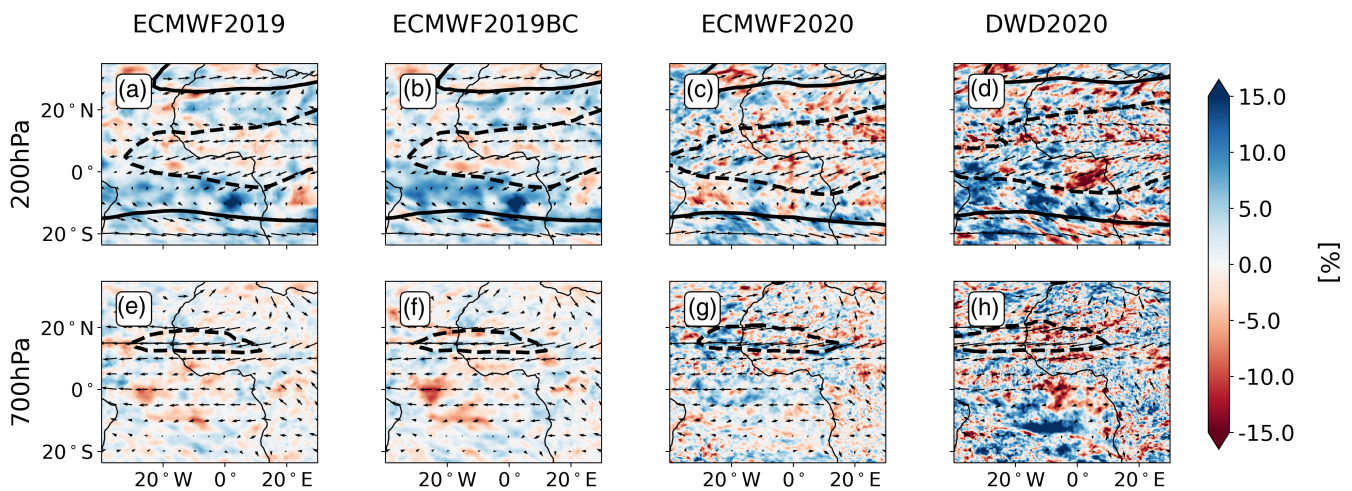 ECMWF2019 ECMWF2019BC ECMWF2020 DWD2020
200hPa
(a) (b) (c) (d)
20°N
0°
20°S
700hPa
(e) (f) (g) (h)
20°N
0°
20°S
20°W 0° 20°E 20°W 0° 20°E 20°W 0° 20°E 20°W 0° 20°E
15.0
10.0
5.0
0.0
-5.0
-10.0
-15.0
[%]